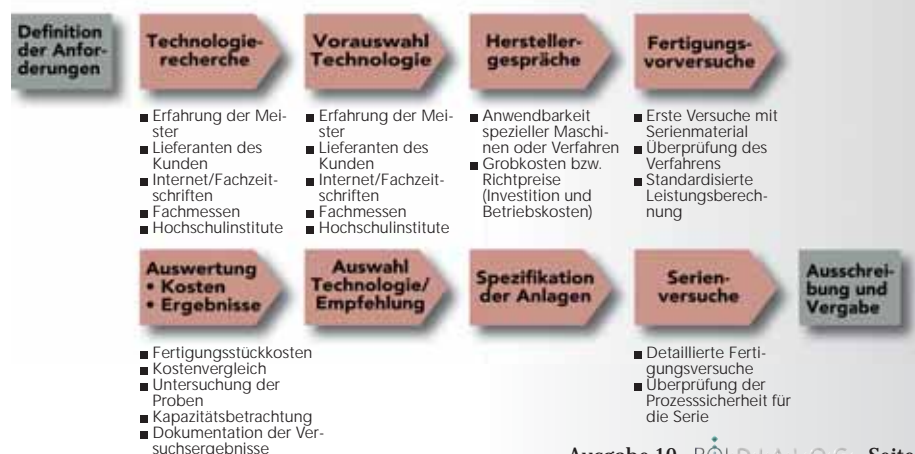 Definition
der Anfor-
derungen
Technologie-
recherche
Vorauswahl
Technologie
Hersteller-
gespräche
Fertigungs-
vorversuche
■ Erfahrung der Mei-
ster
■ Lieferanten des
Kunden
■ Internet/Fachzeit-
schriften
■ Fachmessen
■ Hochschulinstitute
■ Erfahrung der Mei-
ster
■ Lieferanten des
Kunden
■ Internet/Fachzeit-
schriften
■ Fachmessen
■ Hochschulinstitute
■ Anwendbarkeit
spezieller Maschi-
nen oder Verfahren
■ Grobkosten bzw.
Richtpreise
(Investition und
Betriebskosten)
■ Erste Versuche mit
Serienmaterial
■ Überprüfung des
Verfahrens
■ Standardisierte
Leistungsberech-
nung
Auswertung
• Kosten
• Ergebnisse
Auswahl
Technologie/
Empfehlung
Spezifikation
der Anlagen
Serien-
versuche
Ausschrei-
bung und
Vergabe
■ Fertigungsstückkosten
■ Kostenvergleich
■ Untersuchung der
Proben
■ Kapazitätsbetrachtung
■ Dokumentation der Ver-
suchsergebnisse
■ Detaillierte Ferti-
gungsversuche
■ Überprüfung der
Prozesssicherheit für
die Serie
Ausgabe 10 Seite